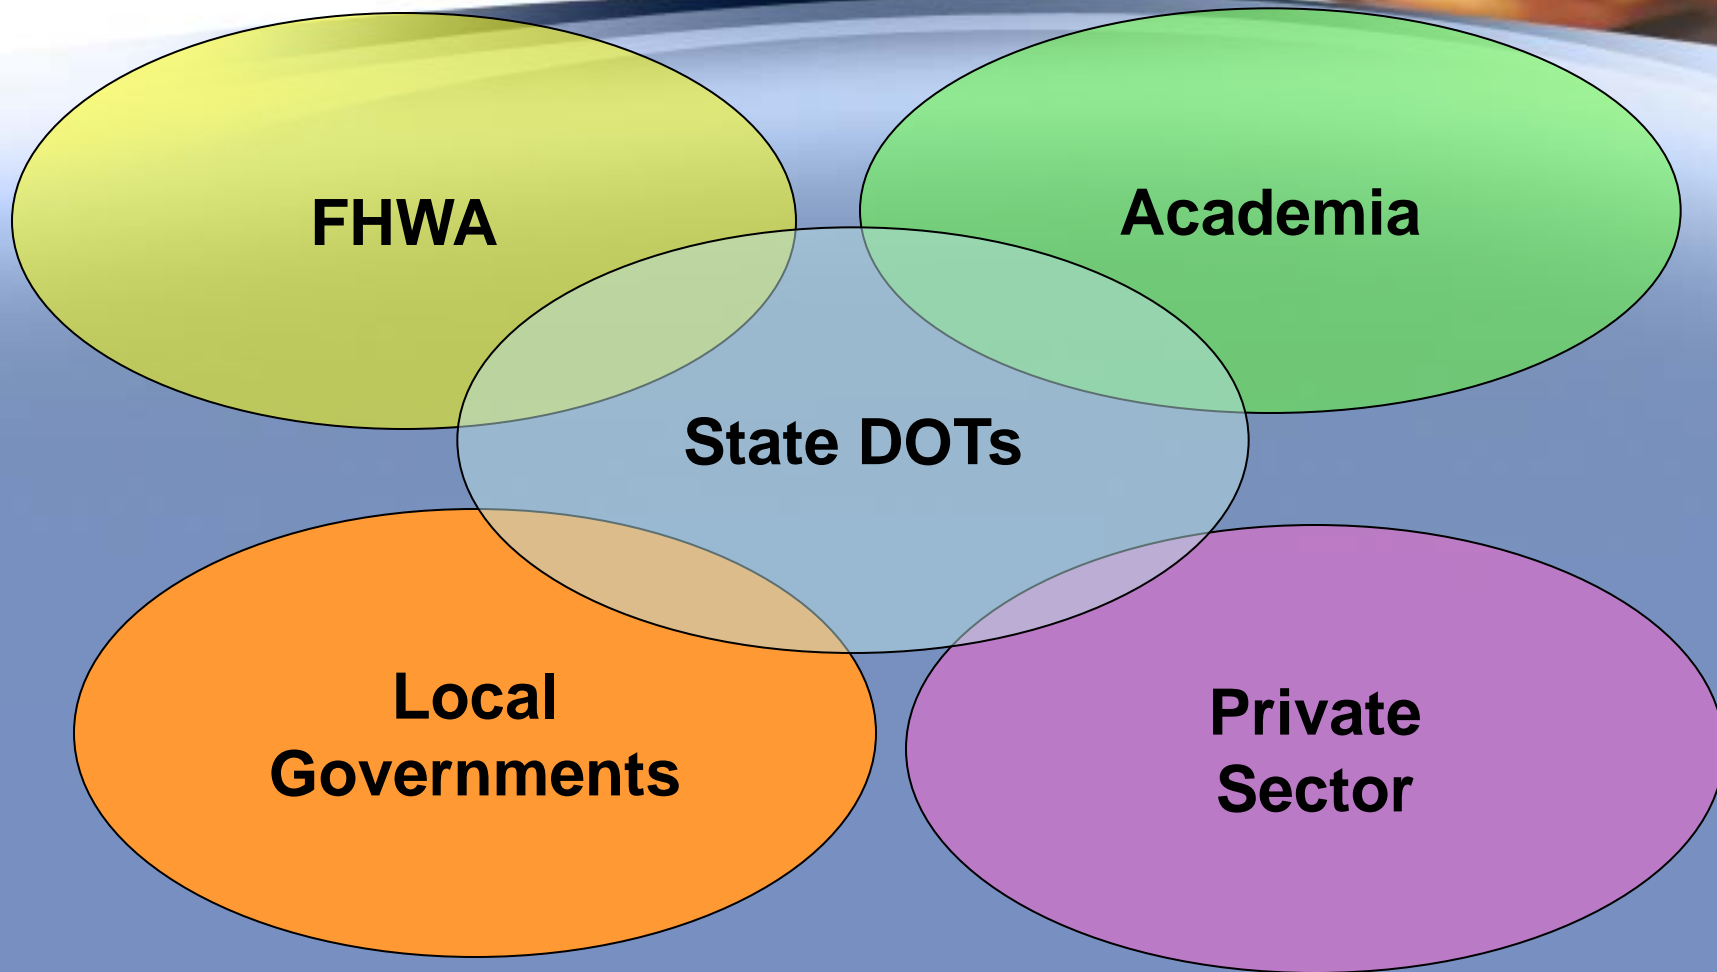 FHWA
Academia
State DOTs
Local
Governments
Private
Sector